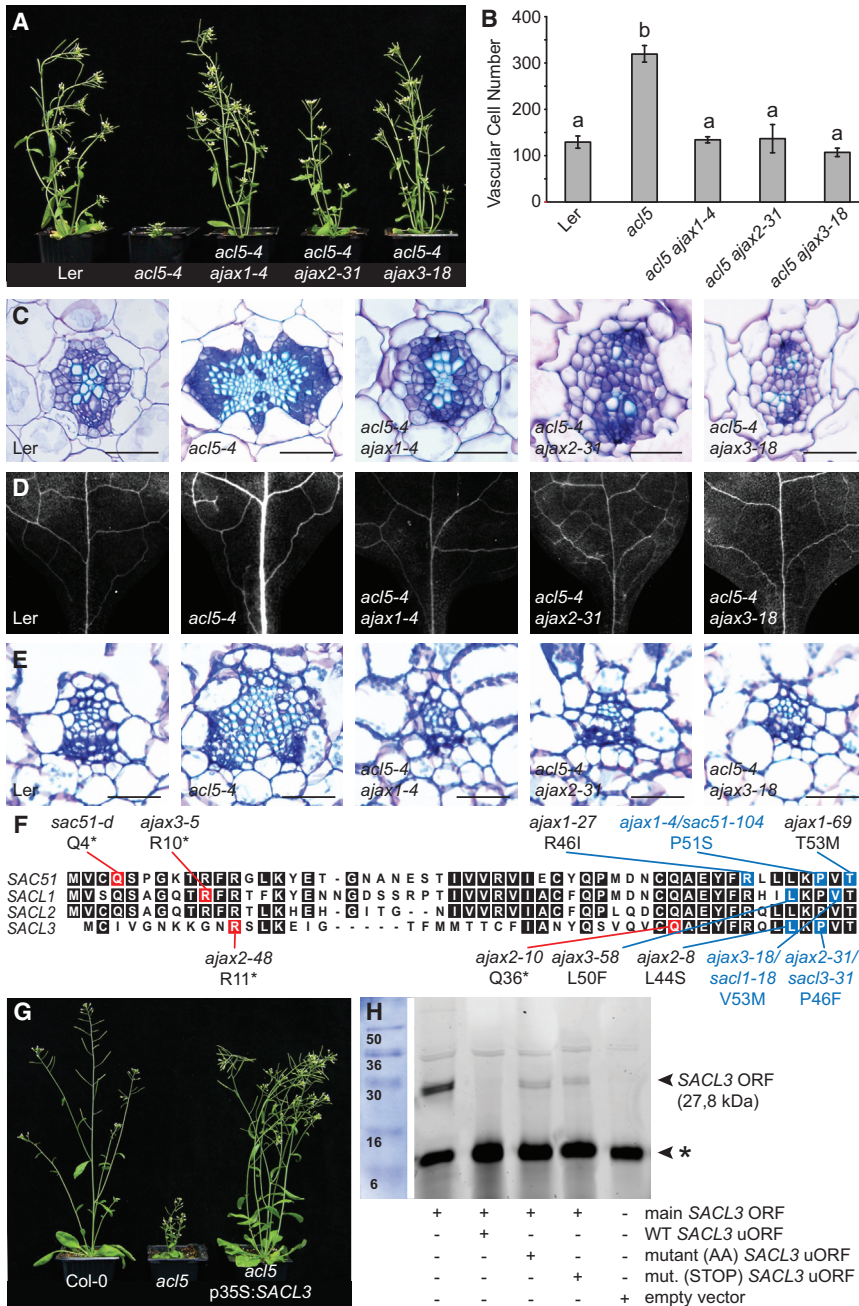 A
Ler
acl5-4
acl5-4
ajax1-4
acl5-4
ajax2-31
acl5-4
ajax3-18
B
Vascular Cell Number
400
300
200
100
0
a
b
a
a
a
Ler
acl5
acl5 ajax1-4
acl5 ajax2-31
acl5 ajax3-18
C
Ler
acl5-4
acl5-4
ajax1-4
acl5-4
ajax2-31
acl5-4
ajax3-18
D
Ler
acl5-4
acl5-4
ajax1-4
acl5-4
ajax2-31
acl5-4
ajax3-18
E
Ler
acl5-4
acl5-4
ajax1-4
acl5-4
ajax2-31
acl5-4
ajax3-18
F
sac51-d
Q4*
ajax3-5
R10*
ajax1-27
R46I
ajax1-4/sac51-104
P51S
ajax1-69
T53M
SAC51 MVCQSPGKTRFRGLKYET-GNANESTIVVRVIECYQPMDNCQAEYFRLLLKPVT
SACL1 MVSQSAGQTRFRTFKYENNGDSSRPTIVVRVIACFQPMDNCQAEYFRHILKPVT
SACL2 MVCQSAGQTRFRTLKHEH-GITG--NIVVRVIACFQPLQDCQAEYFRQLLKPVT
SACL3 MCIVGNKKGNRSLKEIG----TFMMTTCFIANYQSVQVCQAEYFRQLLKPVT
ajax2-48
R11*
ajax2-10
Q36*
ajax3-58
L50F
ajax2-8
L44S
ajax3-18/
sacl1-18
V53M
ajax2-31/
sacl3-31
P46F
G
Col-0
acl5
acl5
p35S:SACL3
H
50
36
30
16
6
SACL3 ORF
(27,8 kDa)
*
+ + + + - main SACL3 ORF
- + - - - WT SACL3 uORF
- - + - - mutant (AA) SACL3 uORF
- - - + - mut. (STOP) SACL3 uORF
- - - - + empty vector